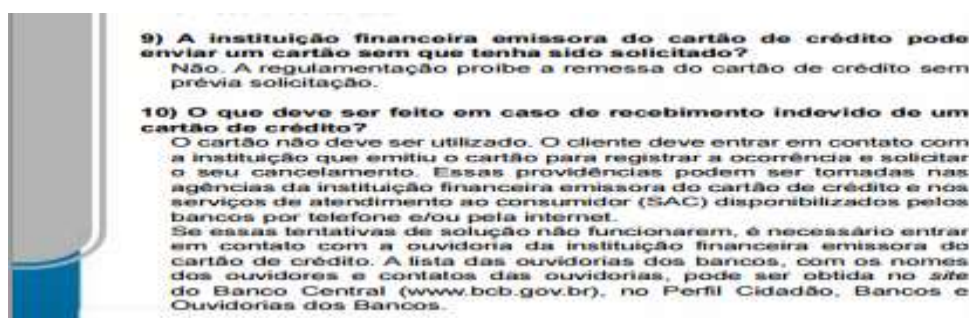 9) A instituição financeira emissora do cartão de crédito pode
enviar um cartão sem que tenha sido solicitado?
Não. A regulamentação proíbe a remessa do cartão de crédito sem
prévia solicitação.
10) O que deve ser feito em caso de recebimento indevido de um
cartão de crédito?
O cartão não deve ser utilizado. O cliente deve entrar em contato com
a instituição que emitiu o cartão para registrar a ocorrência e solicitar
o seu cancelamento. Essas providências podem ser tomadas nas
agências da instituição financeira emissora do cartão de crédito e nos
serviços de atendimento ao consumidor (SAC) disponibilizados pelos
bancos por telefone e/ou pela internet.
Se essas tentativas de solução não funcionarem, é necessário entrar
em contato com a ouvidoria da instituição financeira emissora do
cartão de crédito. A lista das ouvidorias dos bancos, com os nomes
dos ouvidores e contatos das ouvidorias, pode ser obtida no site
do Banco Central (www.bcb.gov.br), no Perfil Cidadão, Bancos e
Ouvidorias dos Bancos.